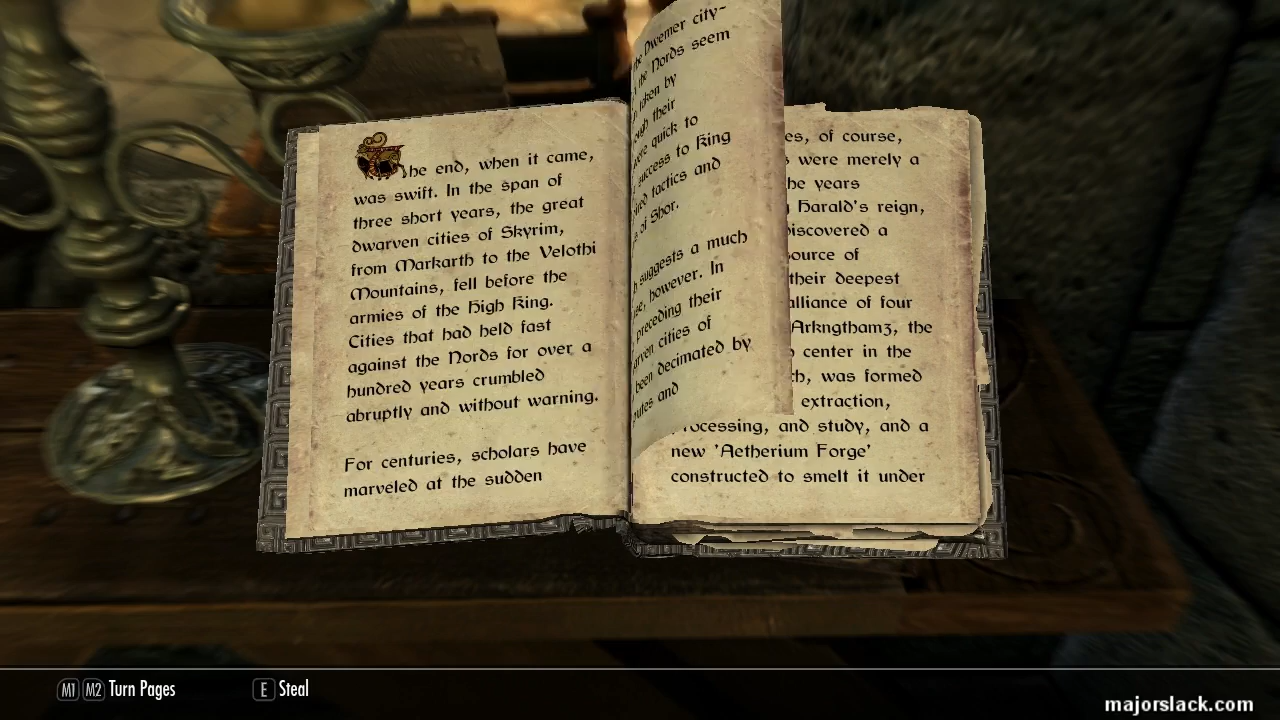 The end, when it came,
was swift. In the span of
three short years, the great
dwarven cities of Skyrim,
from Markarth to the Velothi
Mountains, fell before the
armies of the High King.
Cities that had held fast
against the Nords for over a
hundred years crumbled
abruptly and without warning.
For centuries, scholars have
marveled at the sudden
the Dwemer city-
the Nords seem
taken by
their
quick to
success to King
tactics and
of Shor.
suggests a much
however. In
preceding their
cities of
been decimated by
and
of course,
were merely a
years
Harald's reign,
discovered a
source of
their deepest
alliance of four
Arkngthamz, the
center in the
was formed
extraction,
processing, and study, and a
new 'Aetherium Forge'
constructed to smelt it under
M1 M2 Turn Pages
E Steal
majorslack.com